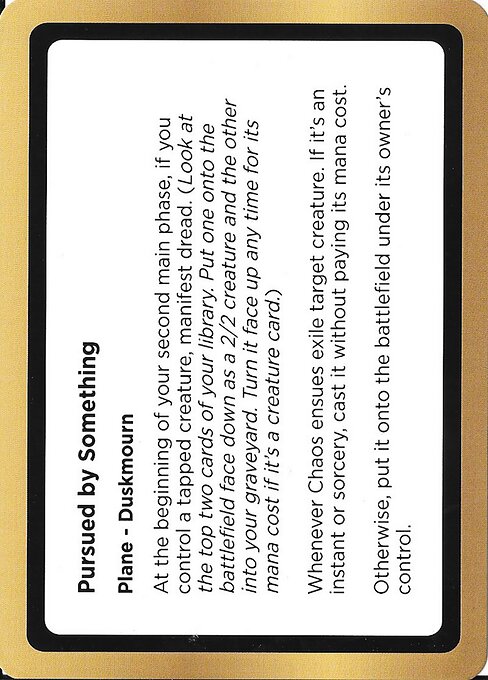 Pursued by Something
Plane - Duskmourn
At the beginning of your second main phase, if you
control a tapped creature, manifest dread. (Look at
the top two cards of your library. Put one onto the
battlefield face down as a 2/2 creature and the other
into your graveyard. Turn it face up any time for its
mana cost if it's a creature card.)
Whenever Chaos ensues exile target creature. If it's an
instant or sorcery, cast it without paying its mana cost.
Otherwise, put it onto the battlefield under its owner's
control.